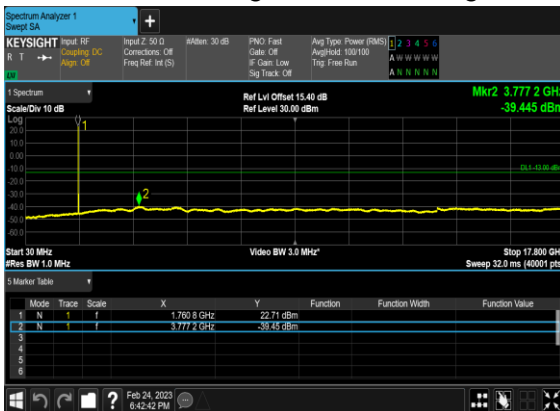 Spectrum Analyzer 1
Swept SA
+
KEYSIGHT Input: RF Input Z: 50 Ω #Atten: 30 dB PNO: Fast Avg Type: Power (RMS) 1 2 3 4 5 6
R T Coupling: DC Corrections: Off Gate: Off Avg|Hold: 100/100 A W W W W W
Align: Off Freq Ref: Int (S) IF Gain: Low Trig: Free Run
LV Sig Track: Off A N N N N N
1 Spectrum Ref Lvl Offset 15.40 dB Mkr2 3.777 2 GHz
Scale/Div 10 dB Ref Level 30.00 dBm -39.445 dBm
Log
20.0 1
10.0
0.00
-10.0 DL1 -13.00 dBm
-20.0
-30.0 2
-40.0
-50.0
-60.0
Start 30 MHz Video BW 3.0 MHz* Stop 17.800 GH
#Res BW 1.0 MHz Sweep 32.0 ms (40001 pts
5 Marker Table
Mode Trace Scale X Y Function Function Width Function Value
1 N 1 f 1.760 8 GHz 22.71 dBm
2 N 1 f 3.777 2 GHz -39.45 dBm
3
4
5
6
? Feb 24, 2023
6:42:42 PM